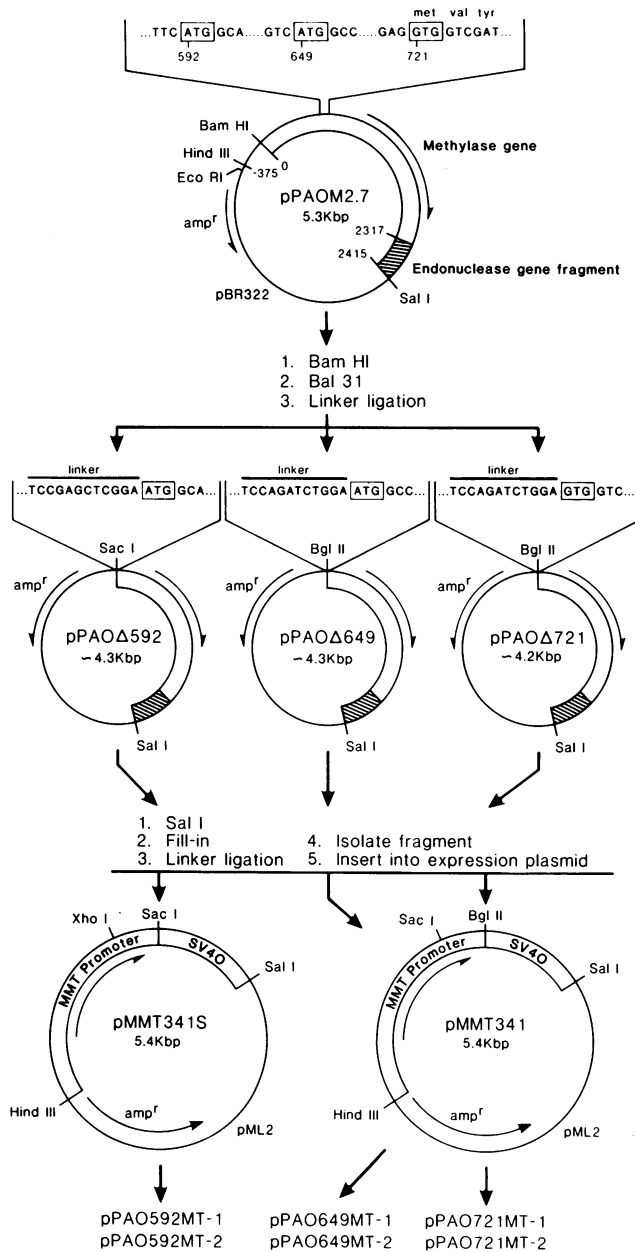 met val tyr
...TTC ATG GCA.....GTC ATG GCC....GAG GTG GTCGAT...
592 649 721
Bam HI
Hind III
Eco RI
-375
0
Methylase gene
pPAOM2.7
5.3Kbp
ampr
2317
2415
Endonuclease gene fragment
pBR322
Sal I
1. Bam HI
2. Bal 31
3. Linker ligation
linker linker linker
...TCCGAGCTCGGA ATG GCA... ...TCCAGATCTGGA ATG GCC... ...TCCAGATCTGGA GTG GTC...
Sac I Bgl II Bgl II
ampr ampr ampr
pPAOΔ592 pPAOΔ649 pPAOΔ721
~4.3Kbp ~4.3Kbp ~4.2Kbp
Sal I Sal I Sal I
1. Sal I
2. Fill-in
3. Linker ligation
4. Isolate fragment
5. Insert into expression plasmid
Xho I
Sac I
MMT Promoter
SV40
Sal I
pMMT341S
5.4Kbp
Hind III
ampr
pML2
Sac I
Bgl II
MMT Promoter
SV40
Sal I
pMMT341
5.4Kbp
Hind III
ampr
pML2
pPAO592MT-1 pPAO649MT-1 pPAO721MT-1
pPAO592MT-2 pPAO649MT-2 pPAO721MT-2